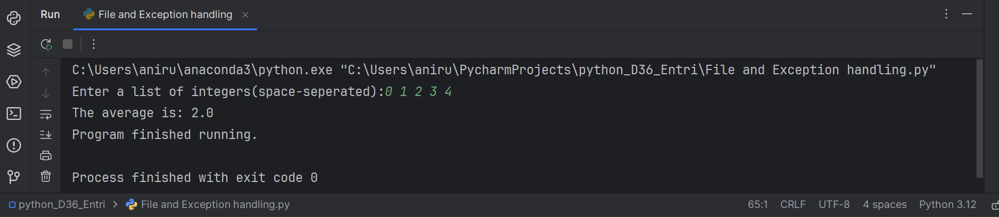 Run File and Exception handling
C:\Users\aniru\anaconda3\python.exe "C:\Users\aniru\PycharmProjects\python_D36_Entri\File and Exception handling.py"
Enter a list of integers(space-seperated):0 1 2 3 4
The average is: 2.0
Program finished running.
Process finished with exit code 0
python_D36_Entri > File and Exception handling.py 65:1 CRLF UTF-8 4 spaces Python 3.12